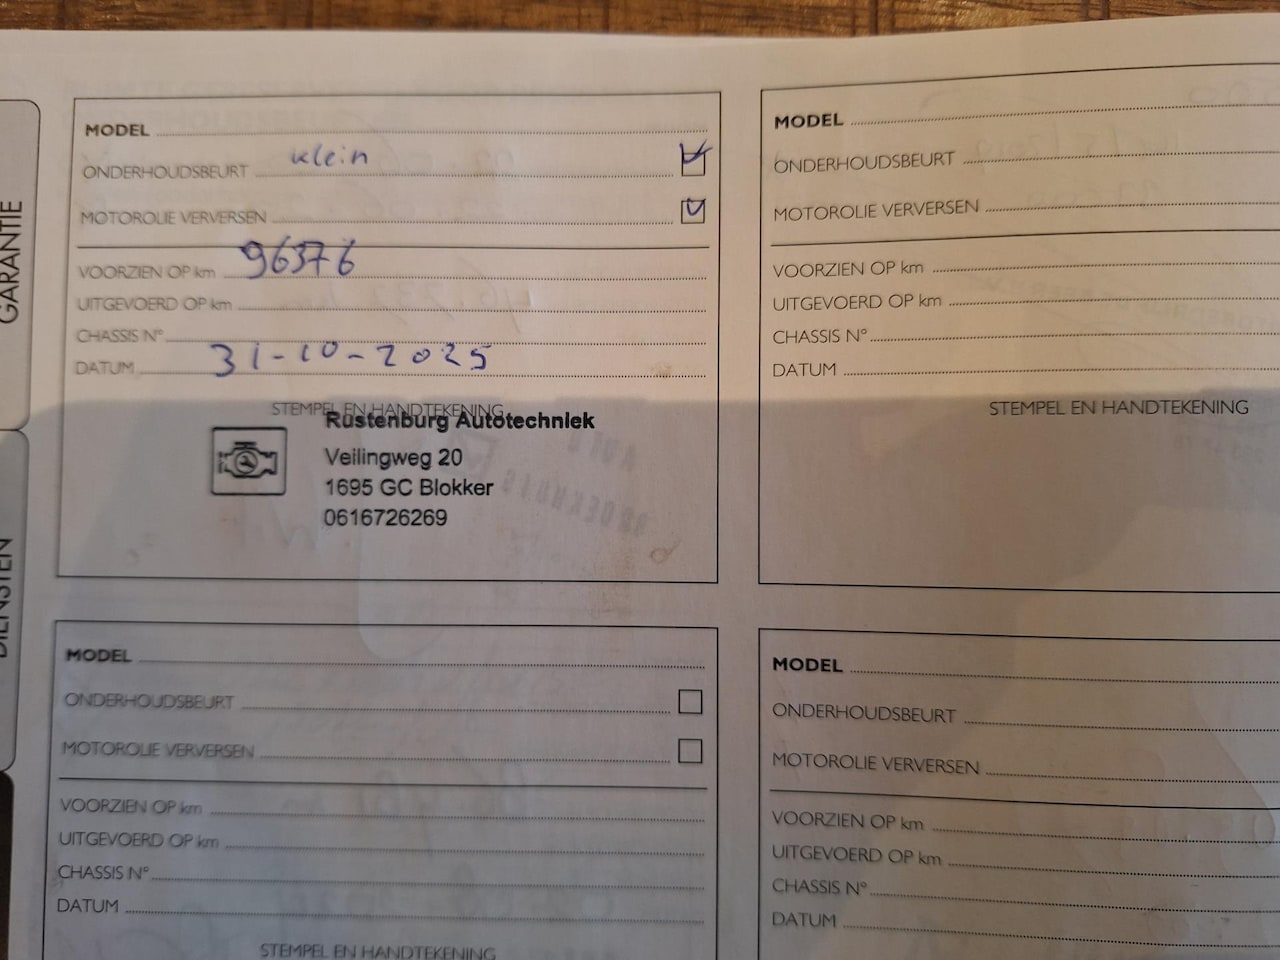 GARANTIE
DIENSTEN
MODEL
ONDERHOUDSBEURT klein
MOTOROLIE VERVERSEN
VOORZIEN OP km 96376
UITGEVOERD OP km
CHASSIS N°
DATUM 31-10-2025
STEMPEL EN HANDTEKENING
Rustenburg Autotechniek
Veilingweg 20
1695 GC Blokker
0616726269
MODEL
ONDERHOUDSBEURT
MOTOROLIE VERVERSEN
VOORZIEN OP km
UITGEVOERD OP km
CHASSIS N°
DATUM
STEMPEL EN HANDTEKENING
MODEL
ONDERHOUDSBEURT
MOTOROLIE VERVERSEN
VOORZIEN OP km
UITGEVOERD OP km
CHASSIS N°
DATUM
STEMPEL EN HANDTEKENING
MODEL
ONDERHOUDSBEURT
MOTOROLIE VERVERSEN
VOORZIEN OP km
UITGEVOERD OP km
CHASSIS N°
DATUM